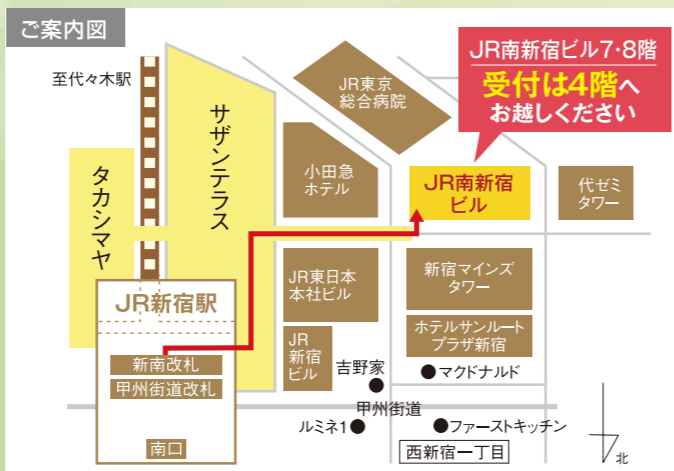 ご案内図
JR南新宿ビル7・8階
受付は4階へ
お越しください
至代々木駅
JR東京
総合病院
サザンテラス
タカシマヤ
小田急
ホテル
JR南新宿
ビル
代ゼミ
タワー
JR東日本
本社ビル
新宿マインズ
タワー
JR新宿駅
ホテルサンルート
プラザ新宿
JR
新宿
ビル
新南改札
甲州街道改札
吉野家
マクドナルド
甲州街道
ルミネ1
ファーストキッチン
南口
西新宿一丁目
北